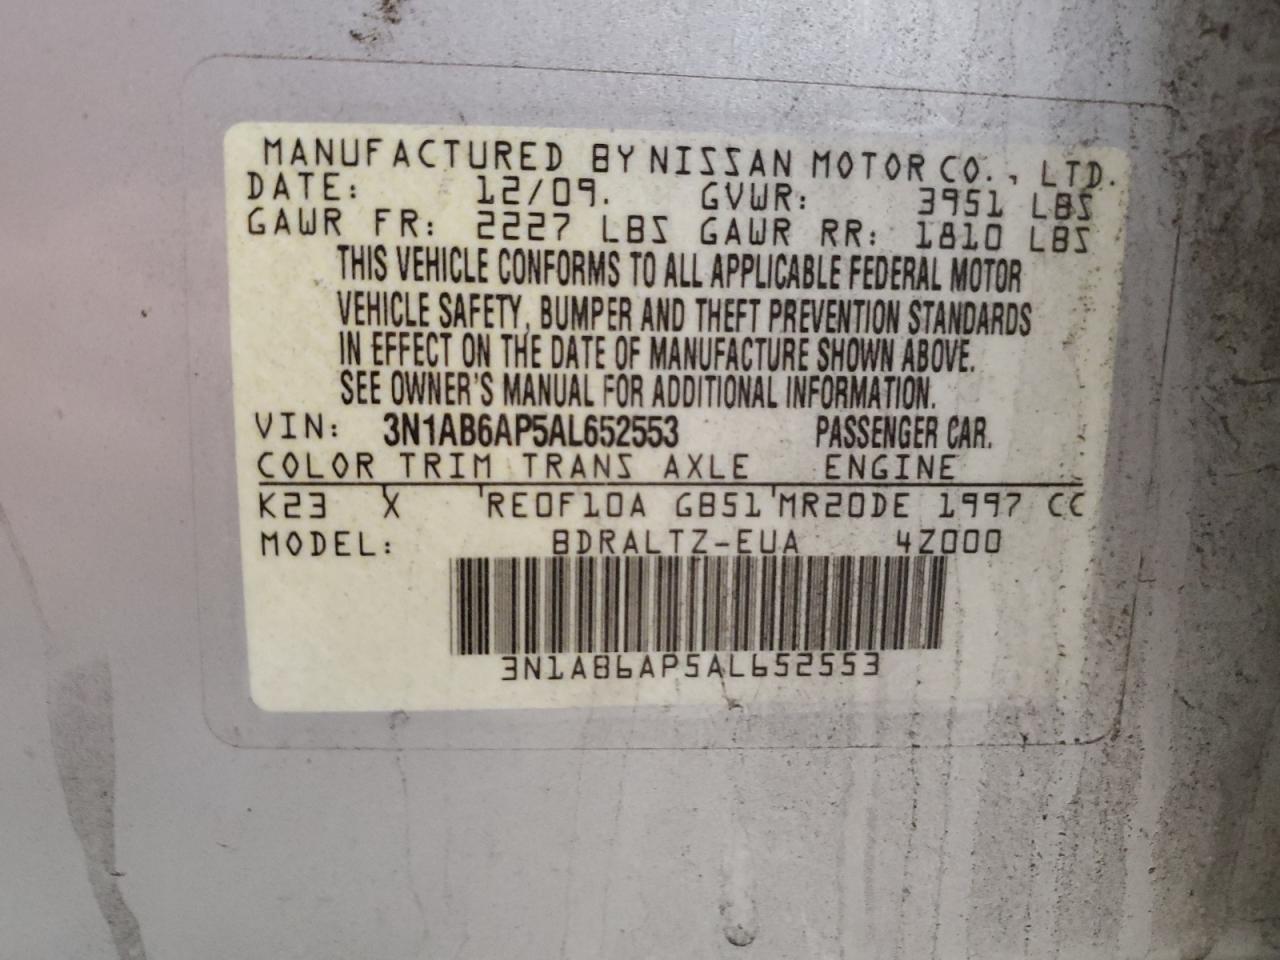 MANUFACTURED BY NISSAN MOTOR CO., LTD.
DATE: 12/09. GVWR: 3951 LBS
GAWR FR: 2227 LBS GAWR RR: 1810 LBS
THIS VEHICLE CONFORMS TO ALL APPLICABLE FEDERAL MOTOR
VEHICLE SAFETY, BUMPER AND THEFT PREVENTION STANDARDS
IN EFFECT ON THE DATE OF MANUFACTURE SHOWN ABOVE.
SEE OWNER'S MANUAL FOR ADDITIONAL INFORMATION.
VIN: 3N1AB6AP5AL652553 PASSENGER CAR.
COLOR TRIM TRANS AXLE ENGINE
K23 X RE0F10A GB51 MR20DE 1997 CC
MODEL: BDRALTZ-EUA 4Z000
3N1AB6AP5AL652553